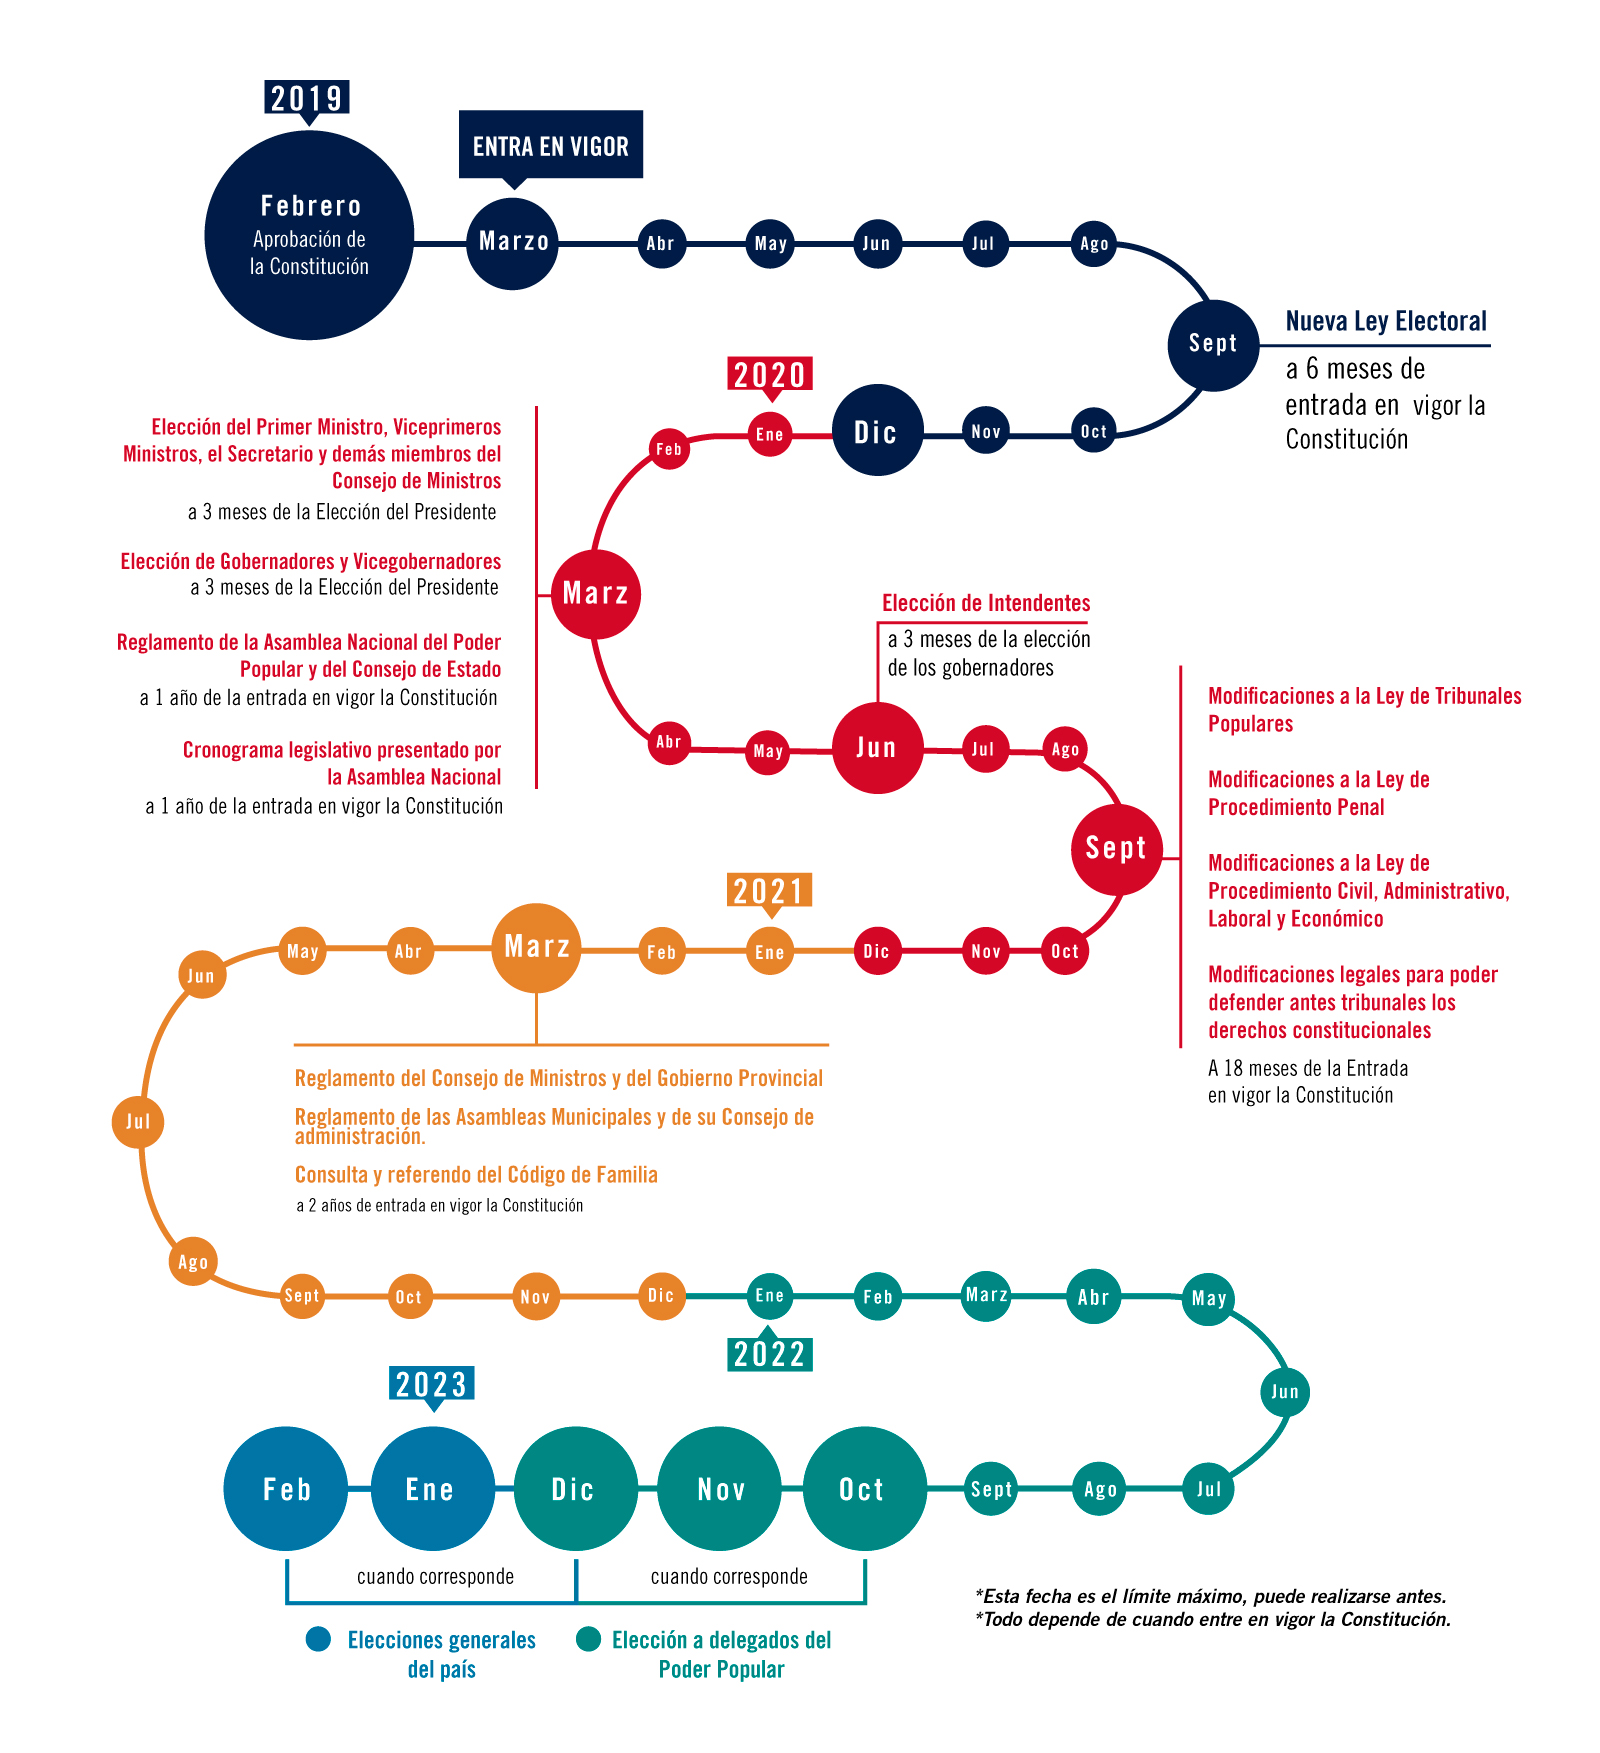 2019
Febrero
Aprobación de
la Constitución
ENTRA EN VIGOR
Marzo
Abr
May
Jun
Jul
Ago
Sept
Nueva Ley Electoral
a 6 meses de
entrada en vigor la
Constitución
Oct
Nov
Dic
2020
Ene
Feb
Marz
Elección del Primer Ministro, Viceprimeros
Ministros, el Secretario y demás miembros del
Consejo de Ministros
a 3 meses de la Elección del Presidente
Elección de Gobernadores y Vicegobernadores
a 3 meses de la Elección del Presidente
Reglamento de la Asamblea Nacional del Poder
Popular y del Consejo de Estado
a 1 año de la entrada en vigor la Constitución
Cronograma legislativo presentado por
la Asamblea Nacional
a 1 año de la entrada en vigor la Constitución
Abr
May
Jun
Elección de Intendentes
a 3 meses de la elección
de los gobernadores
Jul
Ago
Sept
Modificaciones a la Ley de Tribunales
Populares
Modificaciones a la Ley de
Procedimiento Penal
Modificaciones a la Ley de
Procedimiento Civil, Administrativo,
Laboral y Económico
Modificaciones legales para poder
defender antes tribunales los
derechos constitucionales
A 18 meses de la Entrada
en vigor la Constitución
Oct
Nov
Dic
2021
Ene
Feb
Marz
Reglamento del Consejo de Ministros y del Gobierno Provincial
Reglamento de las Asambleas Municipales y de su Consejo de
administración.
Consulta y referendo del Código de Familia
a 2 años de entrada en vigor la Constitución
Abr
May
Jun
Jul
Ago
Sept
Oct
Nov
Dic
Ene
2022
Feb
Marz
Abr
May
Jun
Jul
Ago
Sept
Oct
Nov
Dic
2023
Ene
Feb
cuando corresponde
cuando corresponde
Elecciones generales
del país
Elección a delegados del
Poder Popular
*Esta fecha es el límite máximo, puede realizarse antes.
*Todo depende de cuando entre en vigor la Constitución.